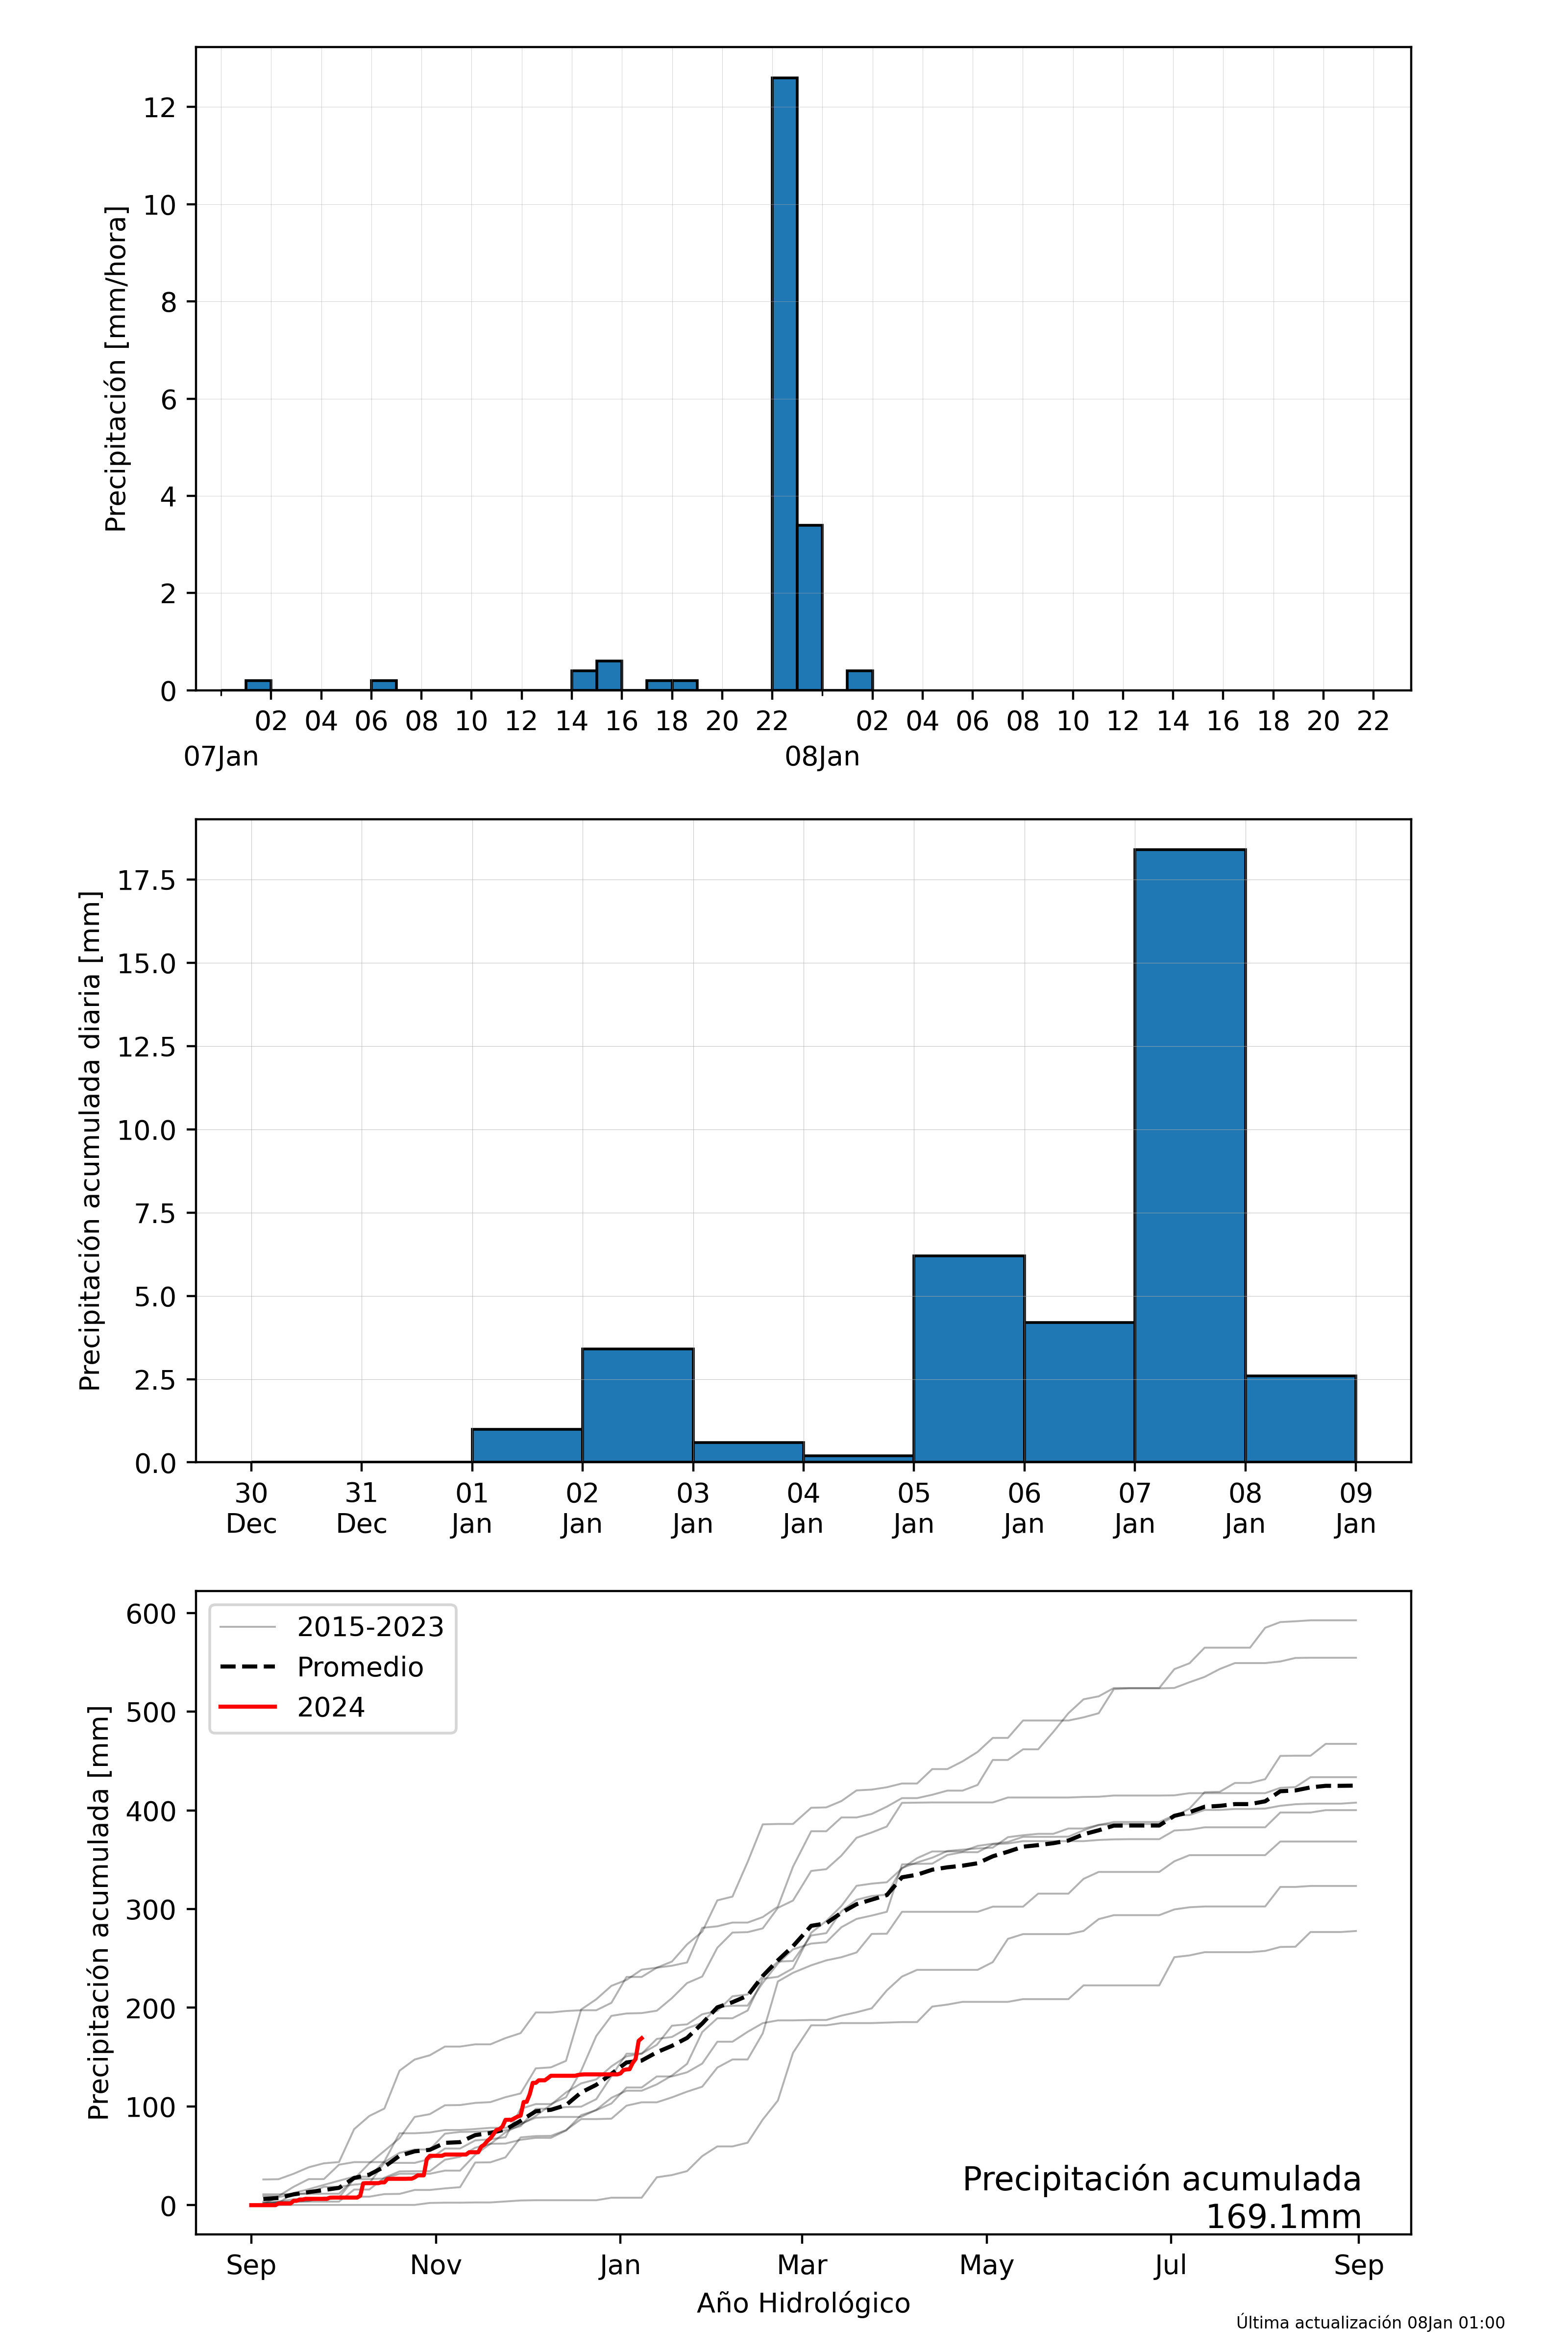 Precipitación [mm/hora]
12
10
8
6
4
2
0
02 04 06 08 10 12 14 16 18 20 22 02 04 06 08 10 12 14 16 18 20 22
07Jan 08Jan
Precipitación acumulada diaria [mm]
17.5
15.0
12.5
10.0
7.5
5.0
2.5
0.0
30 31 01 02 03 04 05 06 07 08 09
Dec Dec Jan Jan Jan Jan Jan Jan Jan Jan Jan
Precipitación acumulada [mm]
600
500
400
300
200
100
0
2015-2023
Promedio
2024
Precipitación acumulada
169.1mm
Sep Nov Jan Mar May Jul Sep
Año Hidrológico
Última actualización 08Jan 01:00